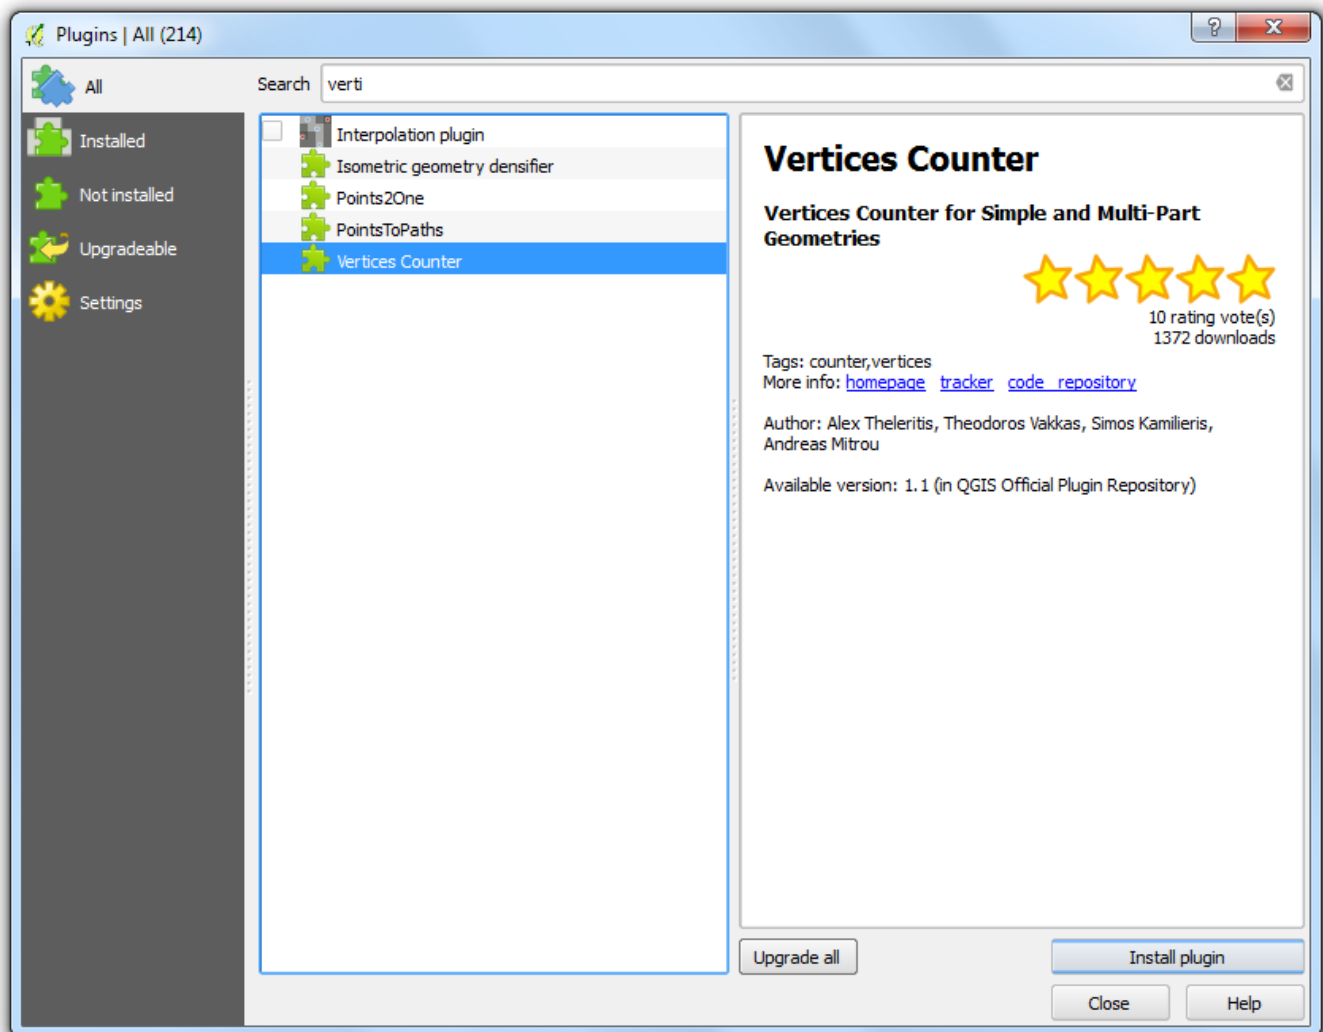 Plugins | All (214)
?
X
All
Installed
Not installed
Upgradeable
Settings
Search verti
Interpolation plugin
Isometric geometry densifier
Points2One
PointsToPaths
Vertices Counter
Vertices Counter
Vertices Counter for Simple and Multi-Part
Geometries
10 rating vote(s)
1372 downloads
Tags: counter,vertices
More info: homepage tracker code_repository
Author: Alex Theleritis, Theodoros Vakkas, Simos Kamilieris,
Andreas Mitrou
Available version: 1.1 (in QGIS Official Plugin Repository)
Upgrade all
Install plugin
Close
Help